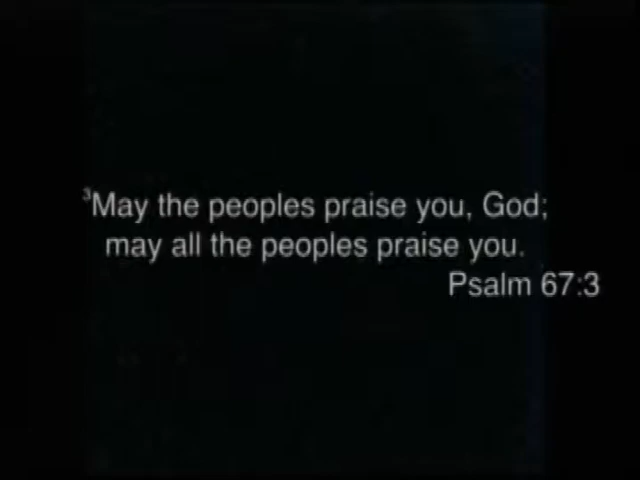 ³May the peoples praise you, God;
may all the peoples praise you.
Psalm 67:3